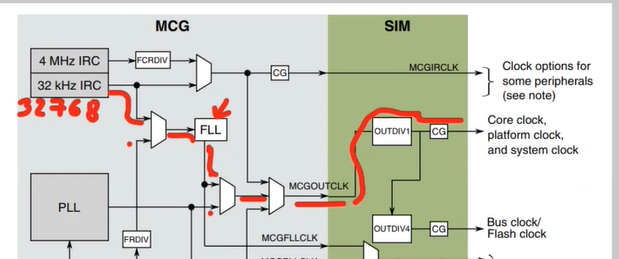 MCG
SIM
4 MHz IRC
FCRDIV
32 kHz IRC
CG
MCGIRCLK
Clock options for
some peripherals
(see note)
32768
FLL
OUTDIV1
CG
Core clock,
platform clock,
and system clock
MCGOUTCLK
PLL
FRDIV
MCGFLLCLK
OUTDIV4
CG
Bus clock/
Flash clock